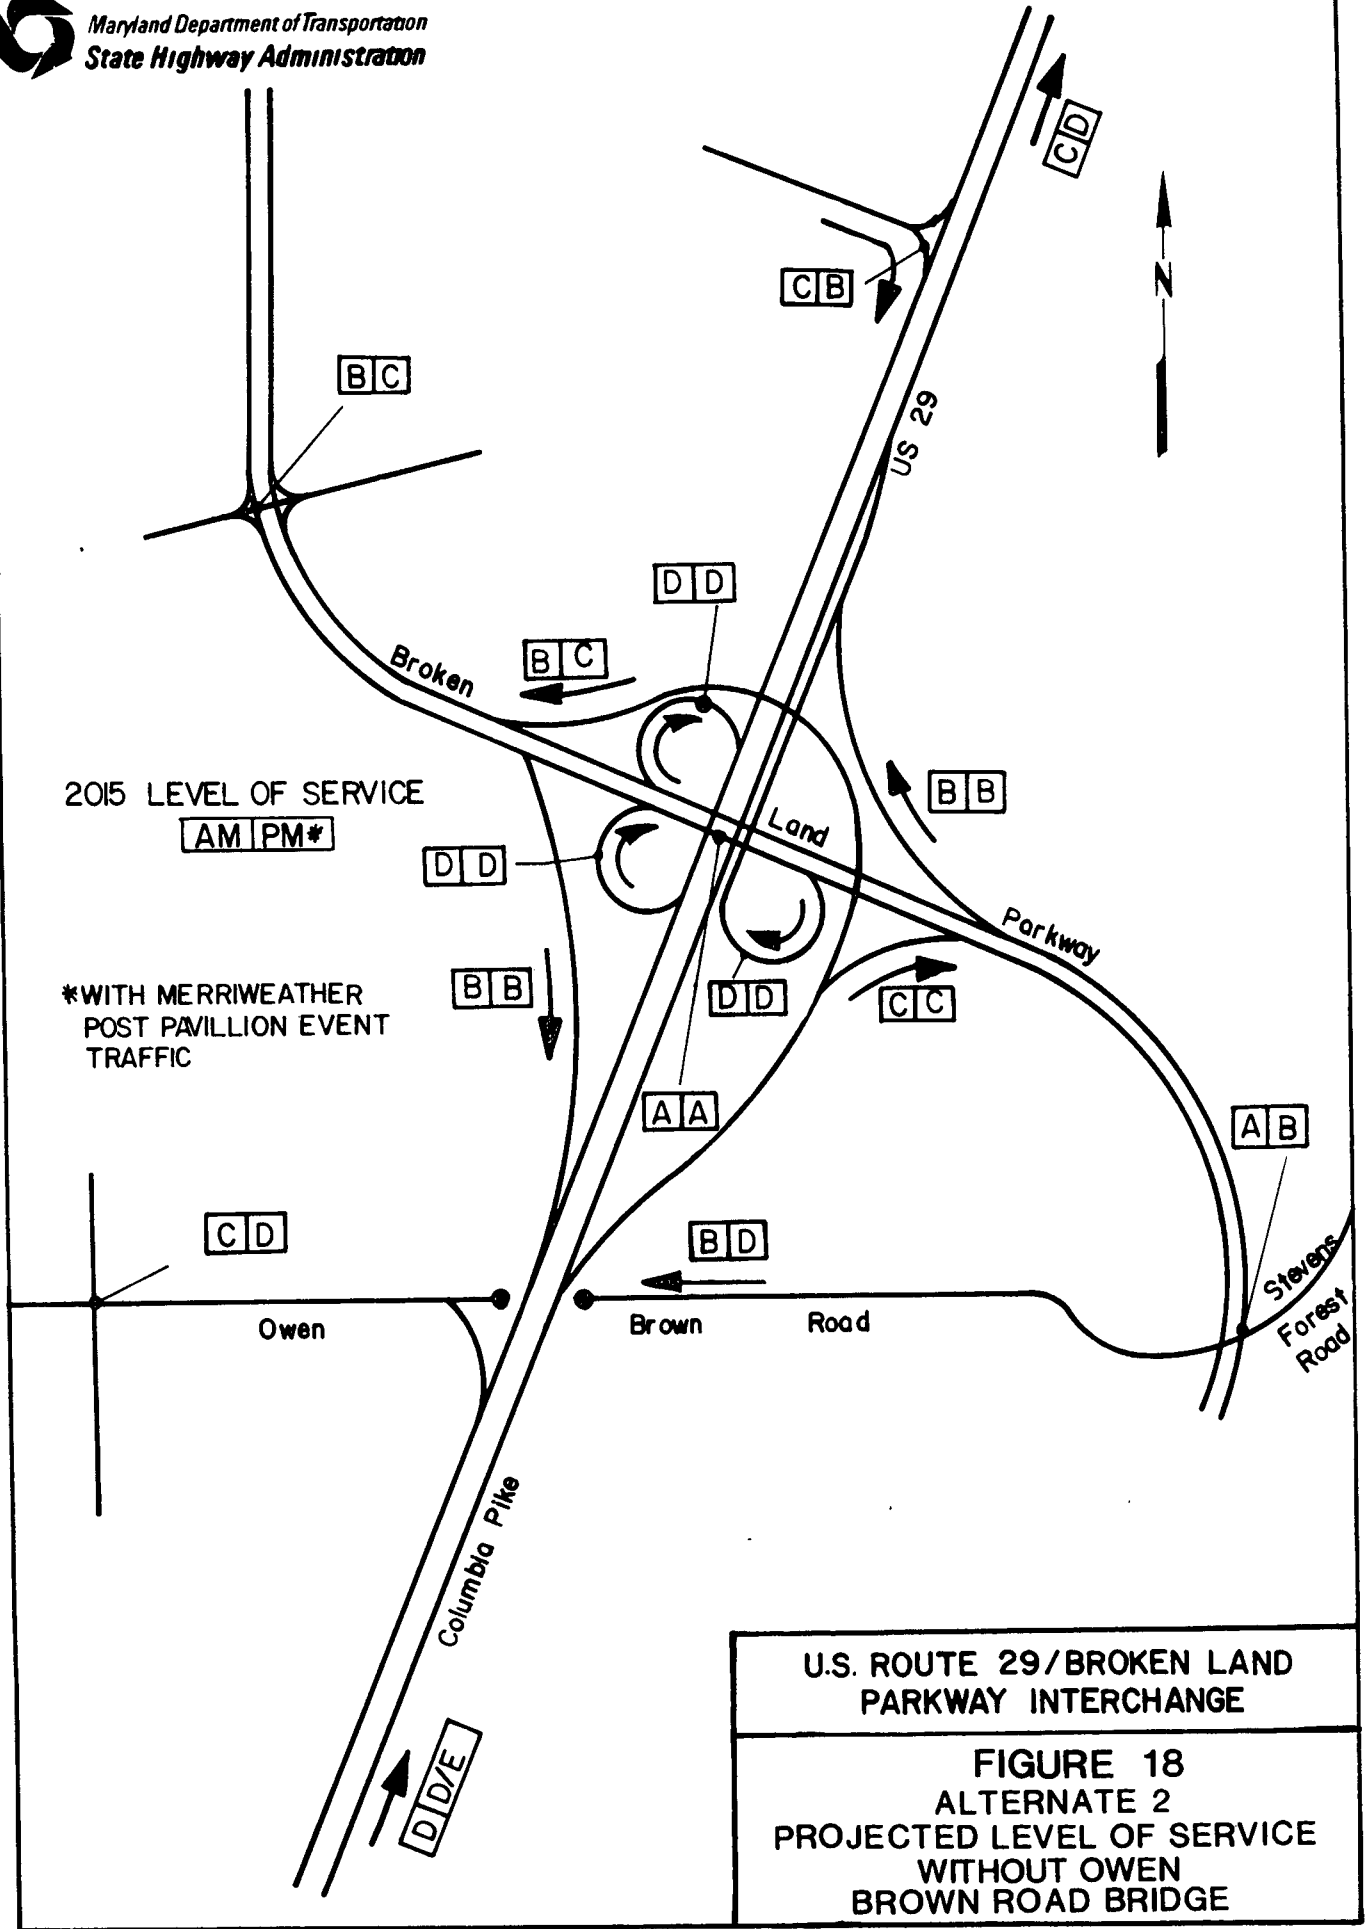 Maryland Department of Transportation
State Highway Administration
C D
N
C B
B C
US 29
D D
B C
Broken
2015 LEVEL OF SERVICE
AM PM*
B B
Land
D D
Parkway
*WITH MERRIWEATHER
POST PAVILLION EVENT
TRAFFIC
B B
D D
C C
A A
A B
C D
B D
Stevens
Forest
Road
Owen
Brown
Road
Columbia Pike
D D/E
U.S. ROUTE 29/BROKEN LAND
PARKWAY INTERCHANGE
FIGURE 18
ALTERNATE 2
PROJECTED LEVEL OF SERVICE
WITHOUT OWEN
BROWN ROAD BRIDGE